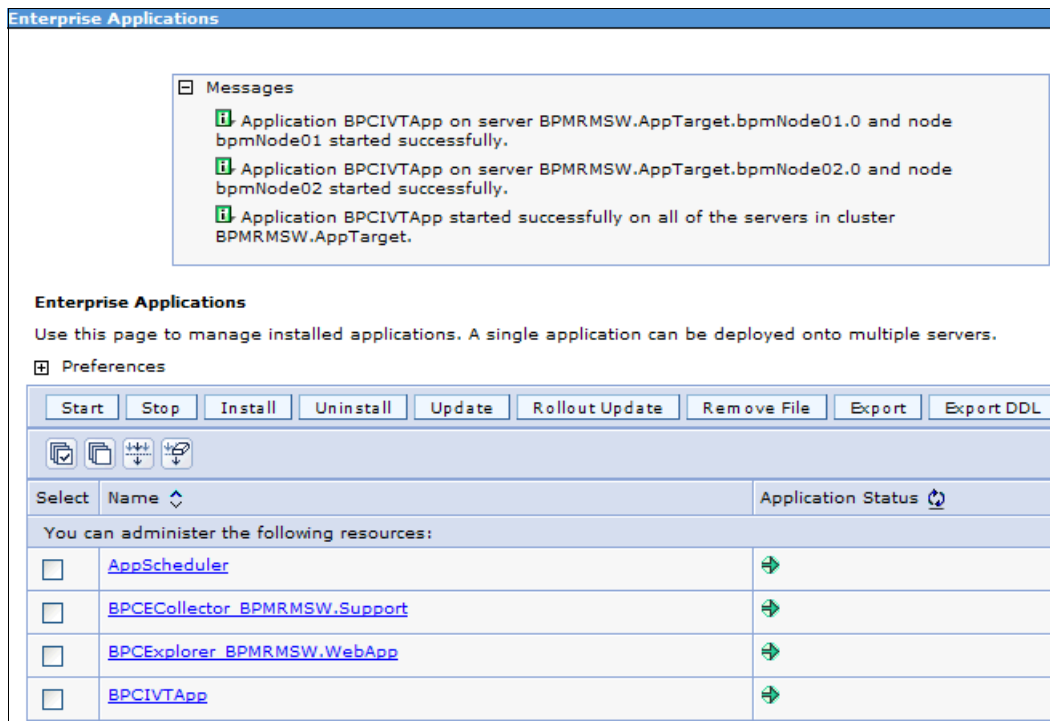 Enterprise Applications
Messages
Application BPCIVTApp on server BPMRMSW.AppTarget.bpmNode01.0 and node
bpmNode01 started successfully.
Application BPCIVTApp on server BPMRMSW.AppTarget.bpmNode02.0 and node
bpmNode02 started successfully.
Application BPCIVTApp started successfully on all of the servers in cluster
BPMRMSW.AppTarget.
Enterprise Applications
Use this page to manage installed applications. A single application can be deployed onto multiple servers.
Preferences
Start Stop Install Uninstall Update Rollout Update Remove File Export Export DDL
Select Name Application Status
You can administer the following resources:
AppScheduler
BPCECollector_BPMRMSW.Support
BPCExplorer_BPMRMSW.WebApp
BPCIVTApp